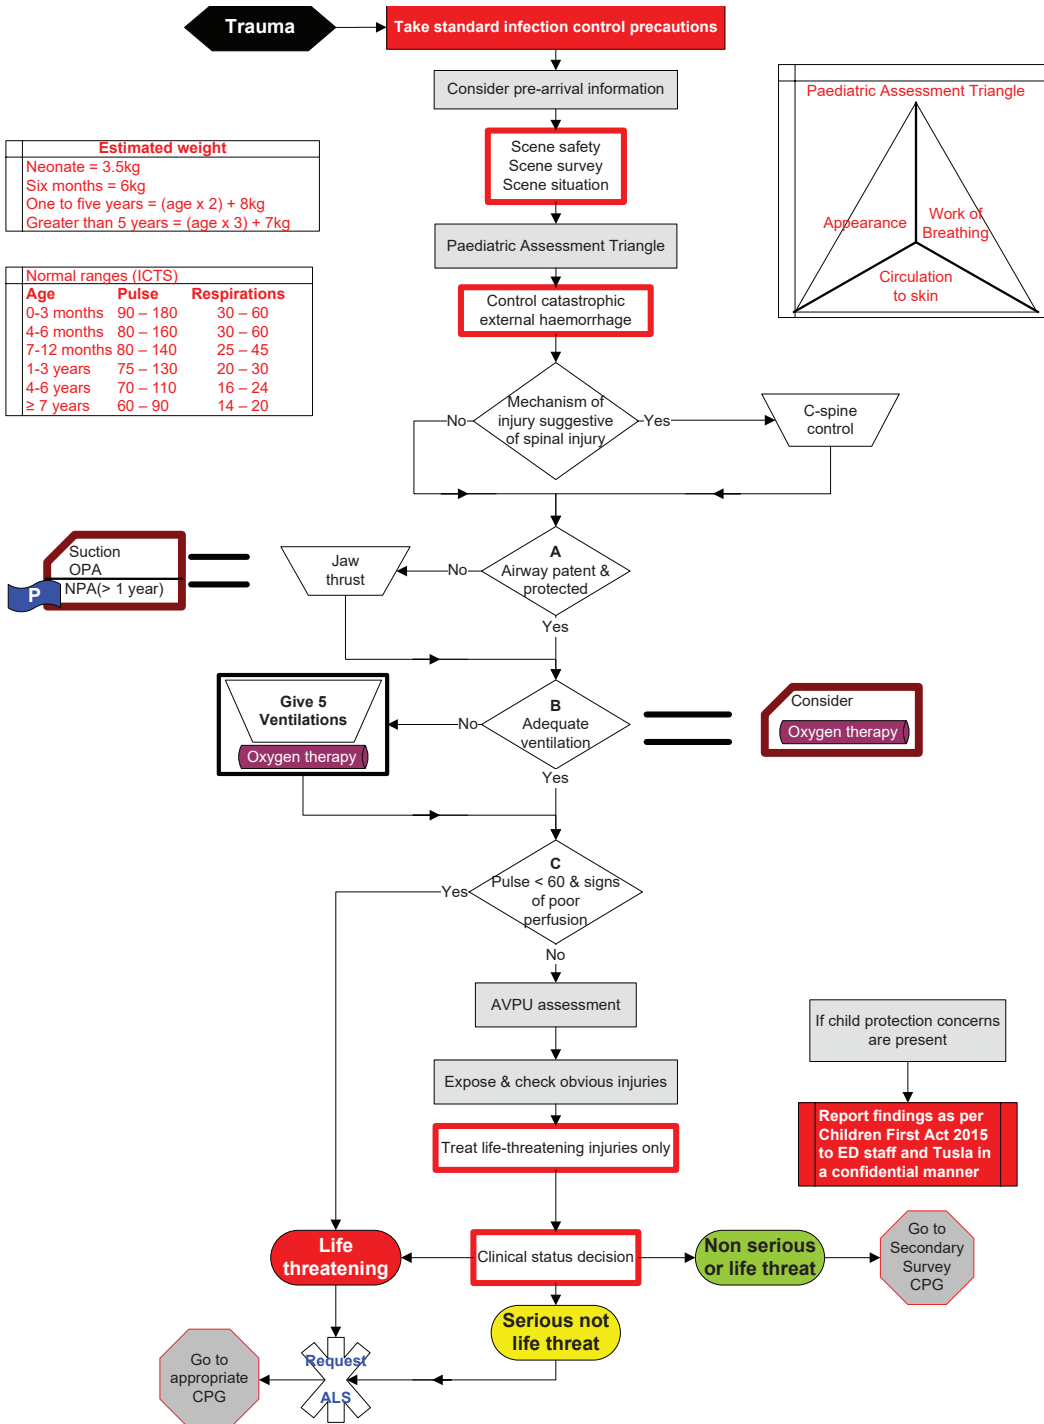 Trauma
Take standard infection control precautions
Consider pre-arrival information
Paediatric Assessment Triangle
Appearance
Work of
Breathing
Circulation
to skin
Estimated weight
Neonate = 3.5kg
Six months = 6kg
One to five years = (age x 2) + 8kg
Greater than 5 years = (age x 3) + 7kg
Scene safety
Scene survey
Scene situation
Paediatric Assessment Triangle
Normal ranges (ICTS)
Age Pulse Respirations
0-3 months 90 – 180 30 – 60
4-6 months 80 – 160 30 – 60
7-12 months 80 – 140 25 – 45
1-3 years 75 – 130 20 – 30
4-6 years 70 – 110 16 – 24
≥ 7 years 60 – 90 14 – 20
Control catastrophic
external haemorrhage
Mechanism of
injury suggestive
of spinal injury
No
Yes
C-spine
control
A
Airway patent &
protected
No
Jaw
thrust
Suction
OPA
P
NPA(> 1 year)
Yes
B
Adequate
ventilation
No
Give 5
Ventilations
Oxygen therapy
Consider
Oxygen therapy
Yes
C
Pulse < 60 & signs
of poor
perfusion
Yes
No
AVPU assessment
Expose & check obvious injuries
Treat life-threatening injuries only
If child protection concerns
are present
Report findings as per
Children First Act 2015
to ED staff and Tusla in
a confidential manner
Clinical status decision
Life
threatening
Non serious
or life threat
Go to
Secondary
Survey
CPG
Serious not
life threat
Request
ALS
Go to
appropriate
CPG